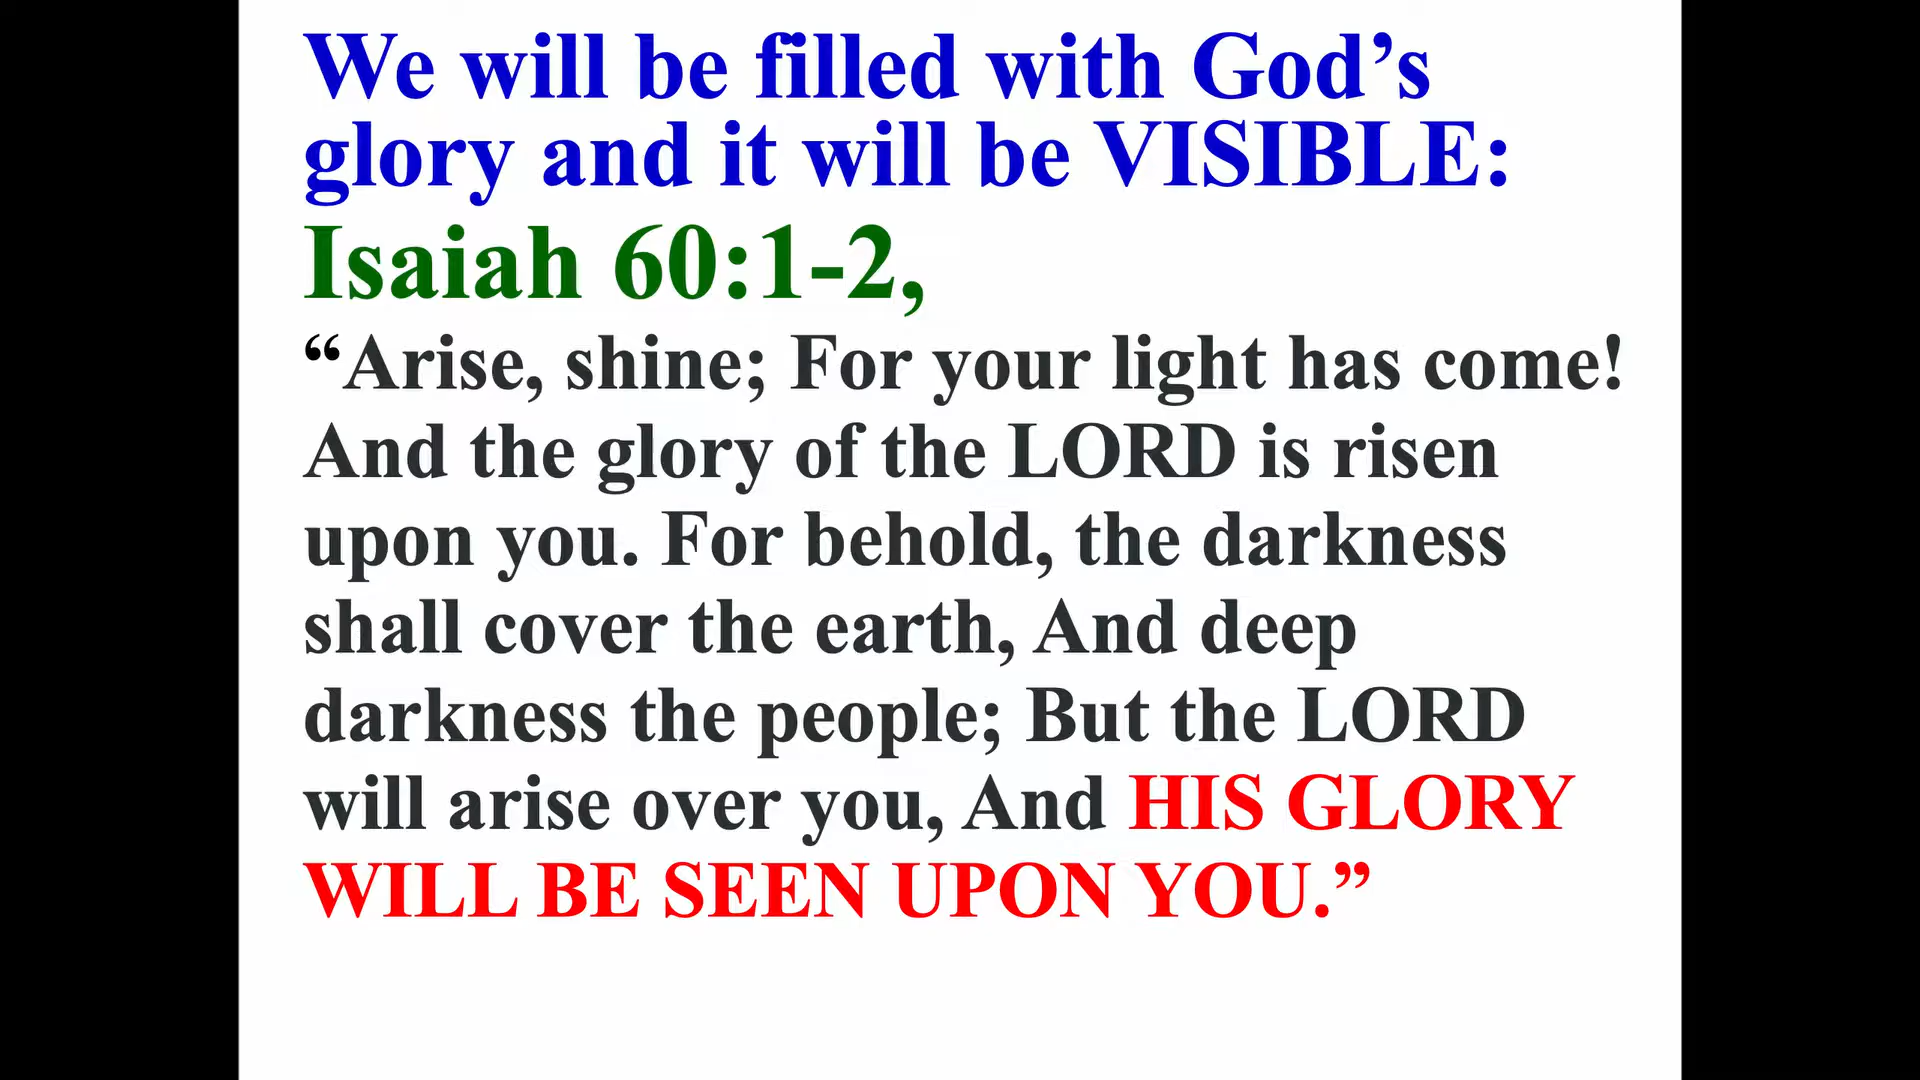 We will be filled with God’s
glory and it will be VISIBLE:
Isaiah 60:1-2,
“Arise, shine; For your light has come!
And the glory of the LORD is risen
upon you. For behold, the darkness
shall cover the earth, And deep
darkness the people; But the LORD
will arise over you, And HIS GLORY
WILL BE SEEN UPON YOU.”